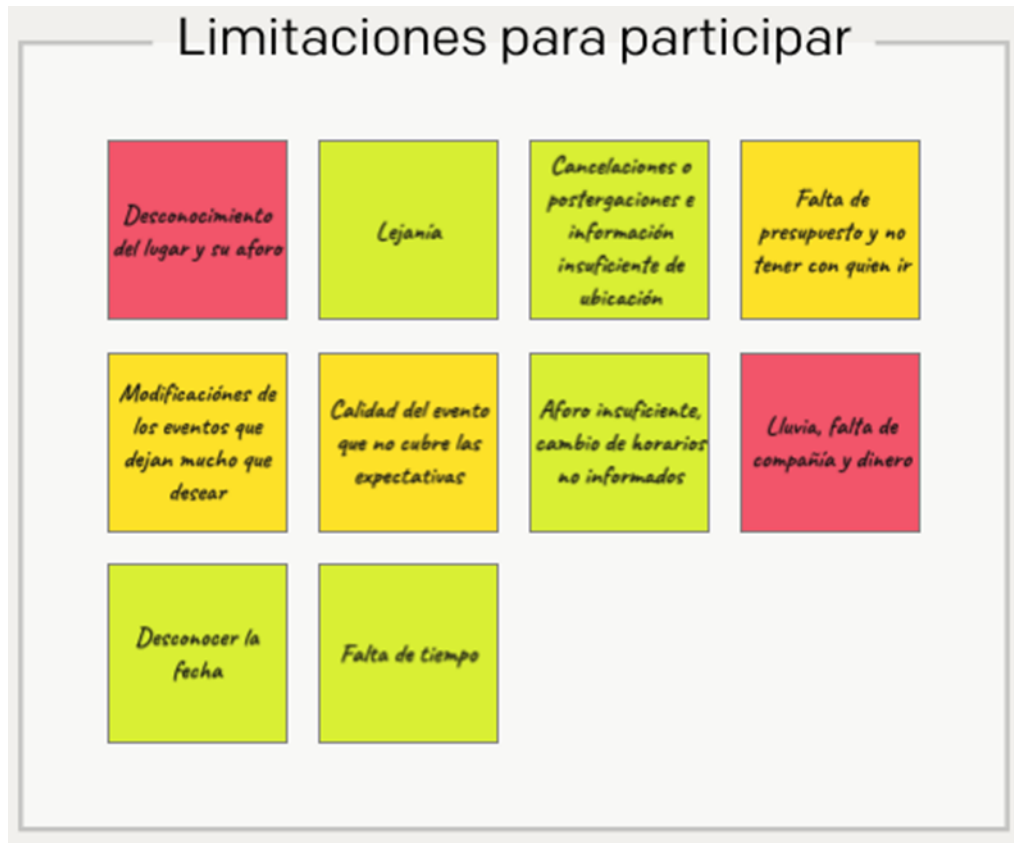 Limitaciones para participar
Desconocimiento
del lugar y su aforo
Lejanía
Cancelaciones o
postergaciones e
información
insuficiente de
ubicación
Falta de
presupuesto y no
tener con quien ir
Modificaciónes de
los eventos que
dejan mucho que
desear
Calidad del evento
que no cubre las
expectativas
Aforo insuficiente,
cambio de horarios
no informados
Lluvia, falta de
compañía y dinero
Desconocer la
fecha
Falta de tiempo